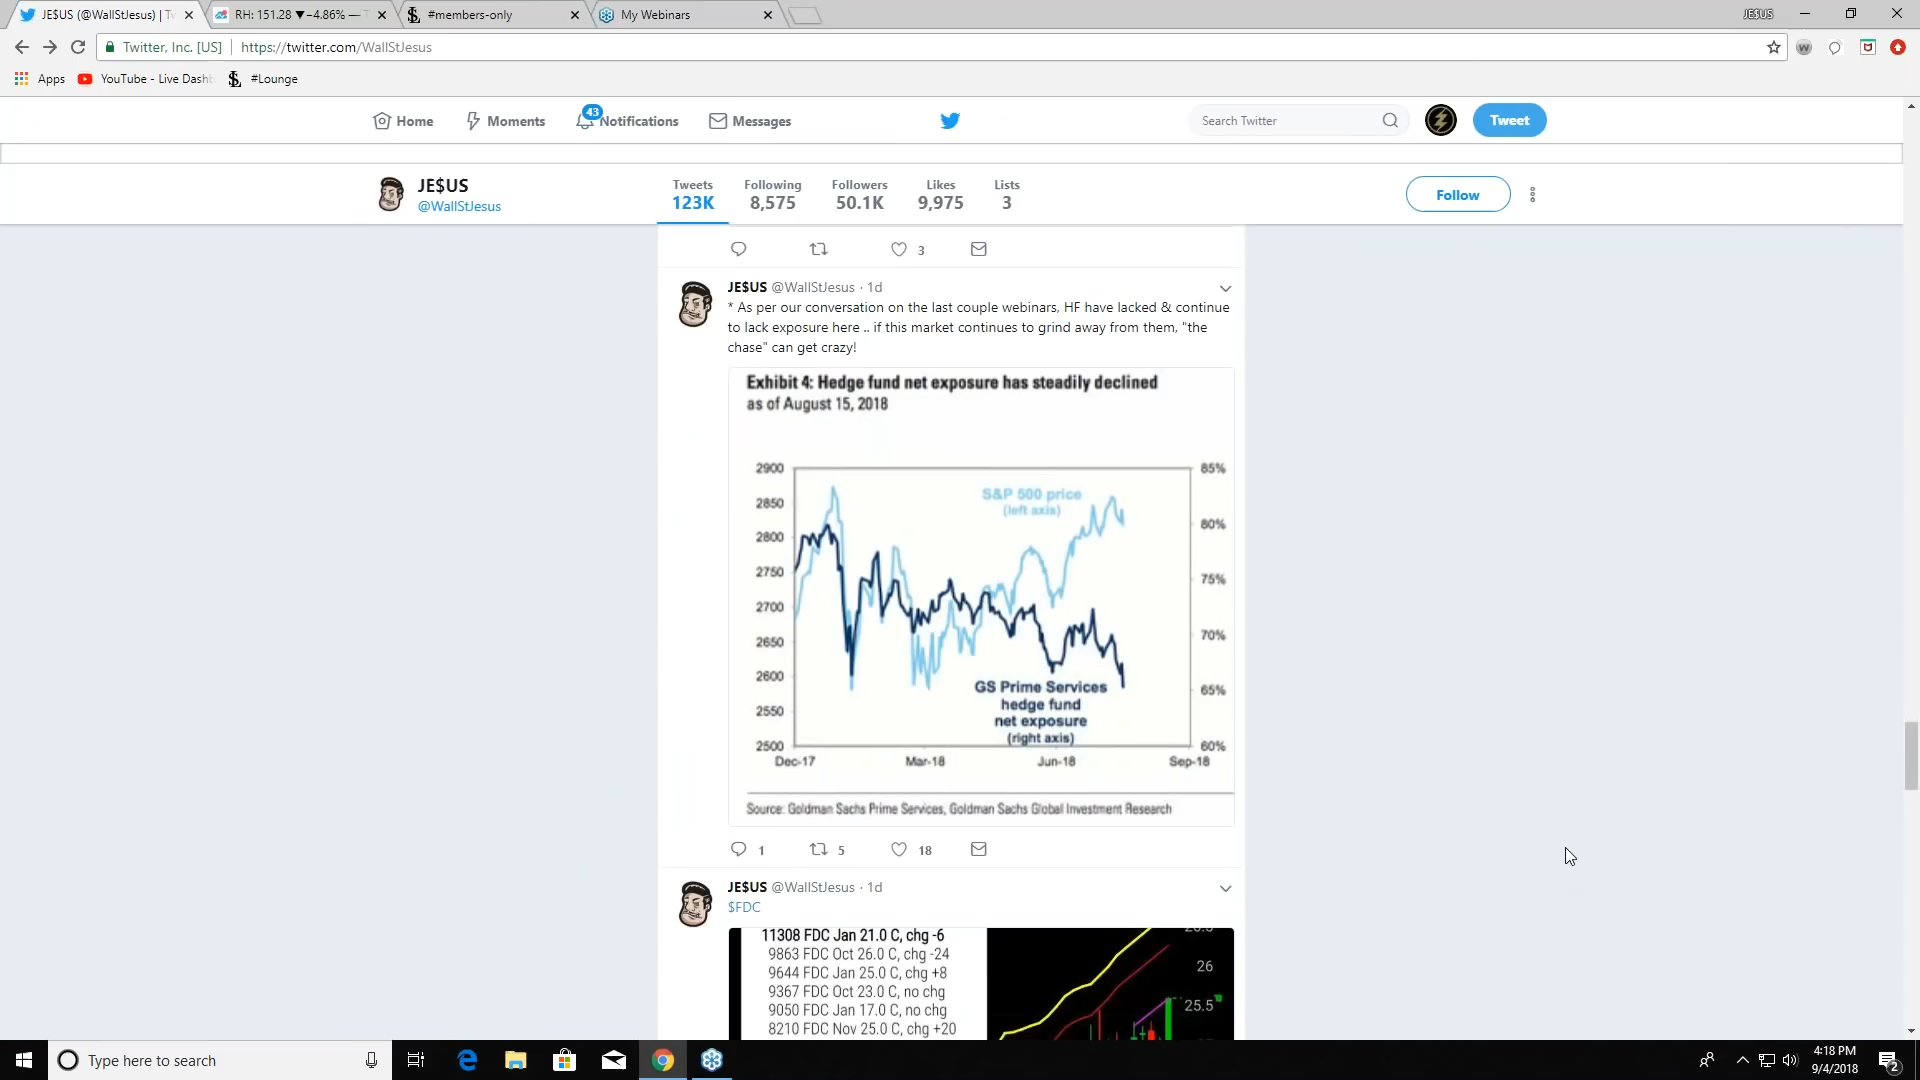 JE$US (@WallStJesus) | Tw
RH: 151.28 ▼−4.86% —
#members-only
My Webinars
JE$US
Twitter, Inc. [US]
https://twitter.com/WallStJesus
Apps
YouTube - Live Dashb
#Lounge
Home
Moments
43
Notifications
Messages
Search Twitter
Tweet
JE$US
@WallStJesus
Tweets
123K
Following
8,575
Followers
50.1K
Likes
9,975
Lists
3
Follow
3
JE$US @WallStJesus · 1d
* As per our conversation on the last couple webinars, HF have lacked & continue
to lack exposure here .. if this market continues to grind away from them, "the
chase" can get crazy!
Exhibit 4: Hedge fund net exposure has steadily declined
as of August 15, 2018
2900
2850
2800
2750
2700
2650
2600
2550
2500
85%
80%
75%
70%
65%
60%
S&P 500 price
(left axis)
GS Prime Services
hedge fund
net exposure
(right axis)
Dec-17
Mar-18
Jun-18
Sep-18
Source: Goldman Sachs Prime Services, Goldman Sachs Global Investment Research
1
5
18
JE$US @WallStJesus · 1d
$FDC
11308 FDC Jan 21.0 C, chg -6
9863 FDC Oct 26.0 C, chg -24
9644 FDC Jan 25.0 C, chg +8
9367 FDC Oct 23.0 C, no chg
9050 FDC Jan 17.0 C, no chg
8210 FDC Nov 25.0 C, chg +20
26
25.5
Type here to search
4:18 PM
9/4/2018
2